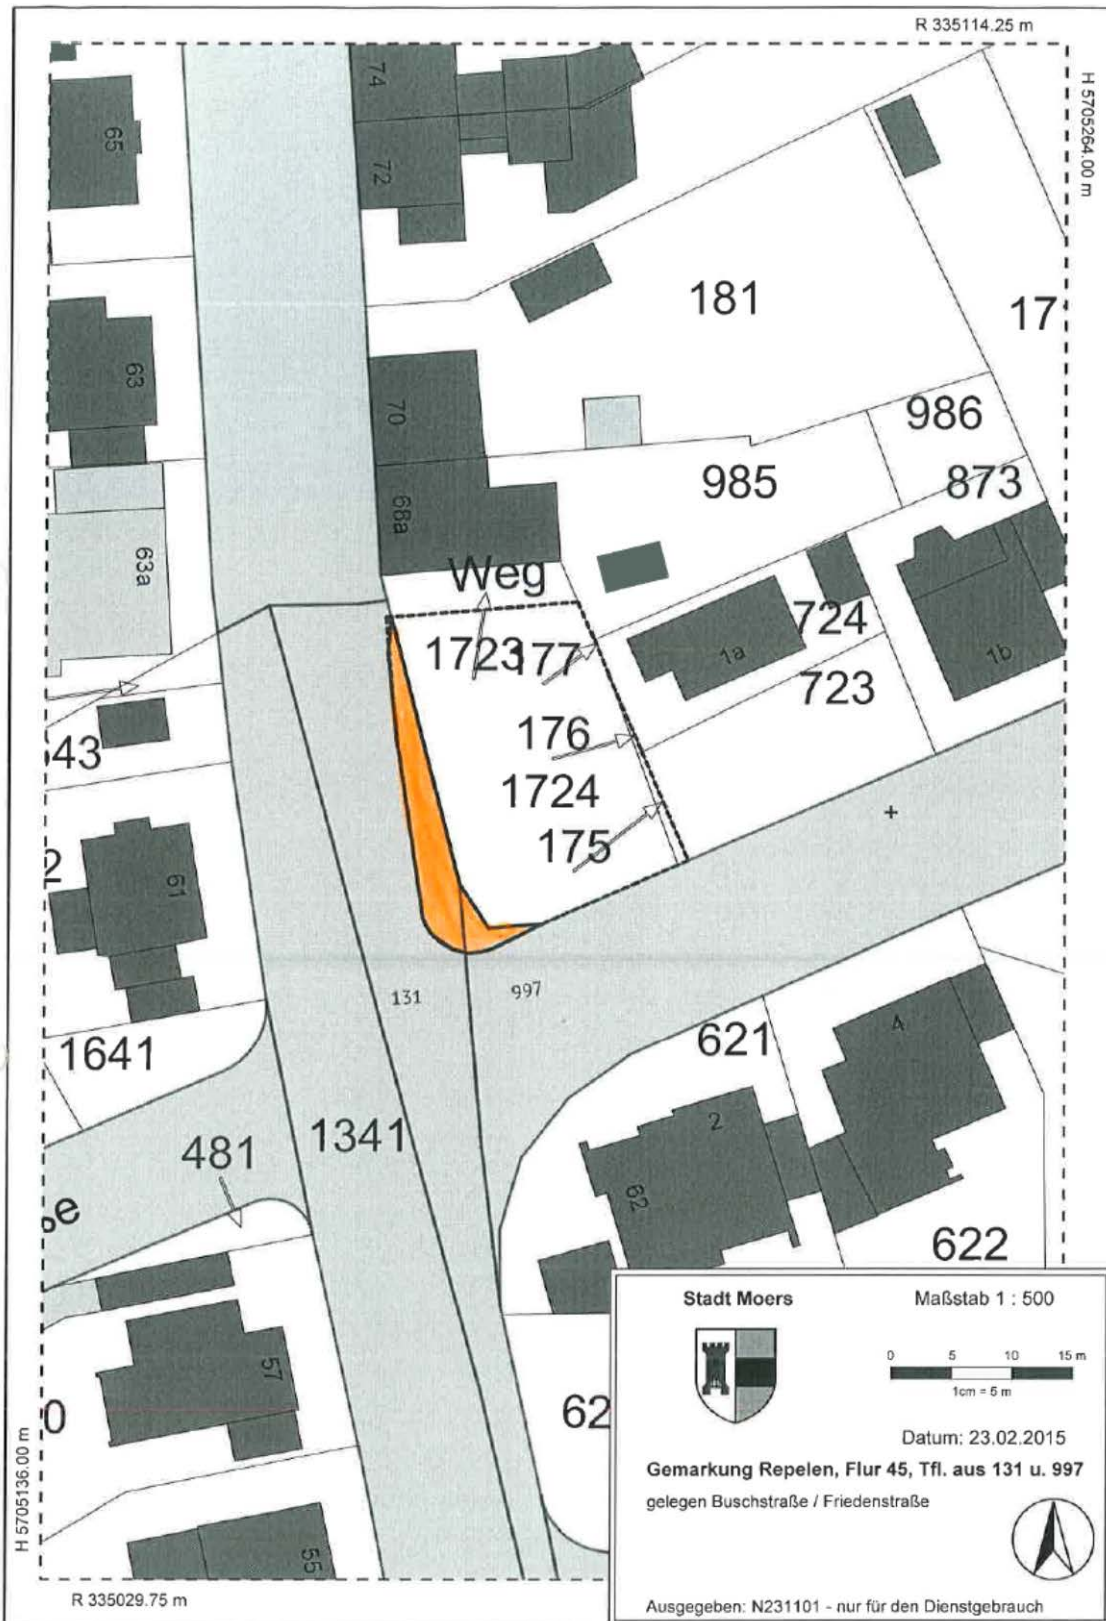 R 335114.25 m
H 5705264.00 m
74
65
72
181
17
63
70
986
985
873
68a
63a
Weg
724
1723
177
1a
1b
723
176
43
1724
175
2
61
131
997
621
4
1641
2
1341
481
62
se
622
57
62
0
55
H 5705136.00 m
R 335029.75 m
Stadt Moers
Maßstab 1 : 500
0 5 10 15 m
1cm = 5 m
Datum: 23.02.2015
Gemarkung Repelen, Flur 45, Tfl. aus 131 u. 997
gelegen Buschstraße / Friedenstraße
Ausgegeben: N231101 - nur für den Dienstgebrauch